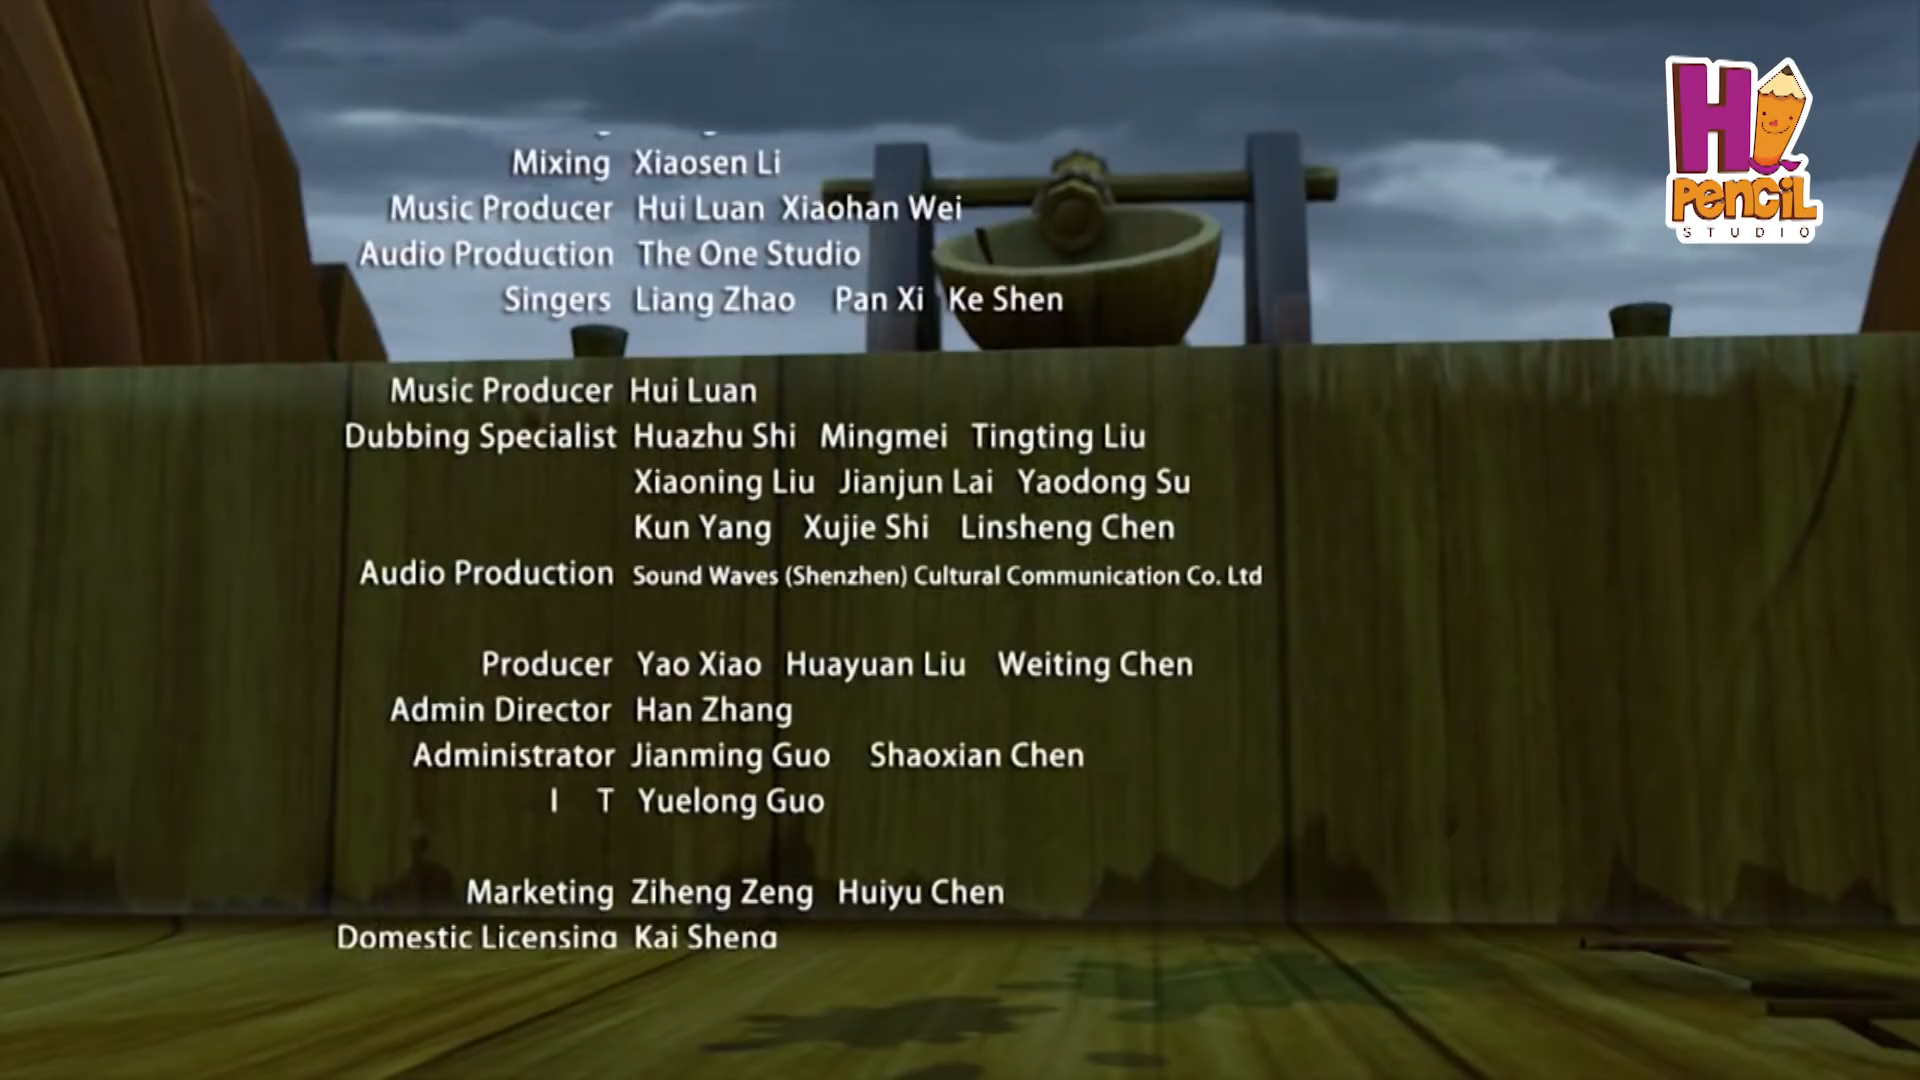 Mixing Xiaosen Li
Music Producer Hui Luan Xiaohan Wei
Audio Production The One Studio
Singers Liang Zhao Pan Xi Ke Shen
Music Producer Hui Luan
Dubbing Specialist Huazhu Shi Mingmei Tingting Liu
Xiaoning Liu Jianjun Lai Yaodong Su
Kun Yang Xujie Shi Linsheng Chen
Audio Production Sound Waves (Shenzhen) Cultural Communication Co. Ltd
Producer Yao Xiao Huayuan Liu Weiting Chen
Admin Director Han Zhang
Administrator Jianming Guo Shaoxian Chen
I T Yuelong Guo
Marketing Ziheng Zeng Huiyu Chen
Domestic Licensing Kai Sheng
Hi
Pencil
STUDIO